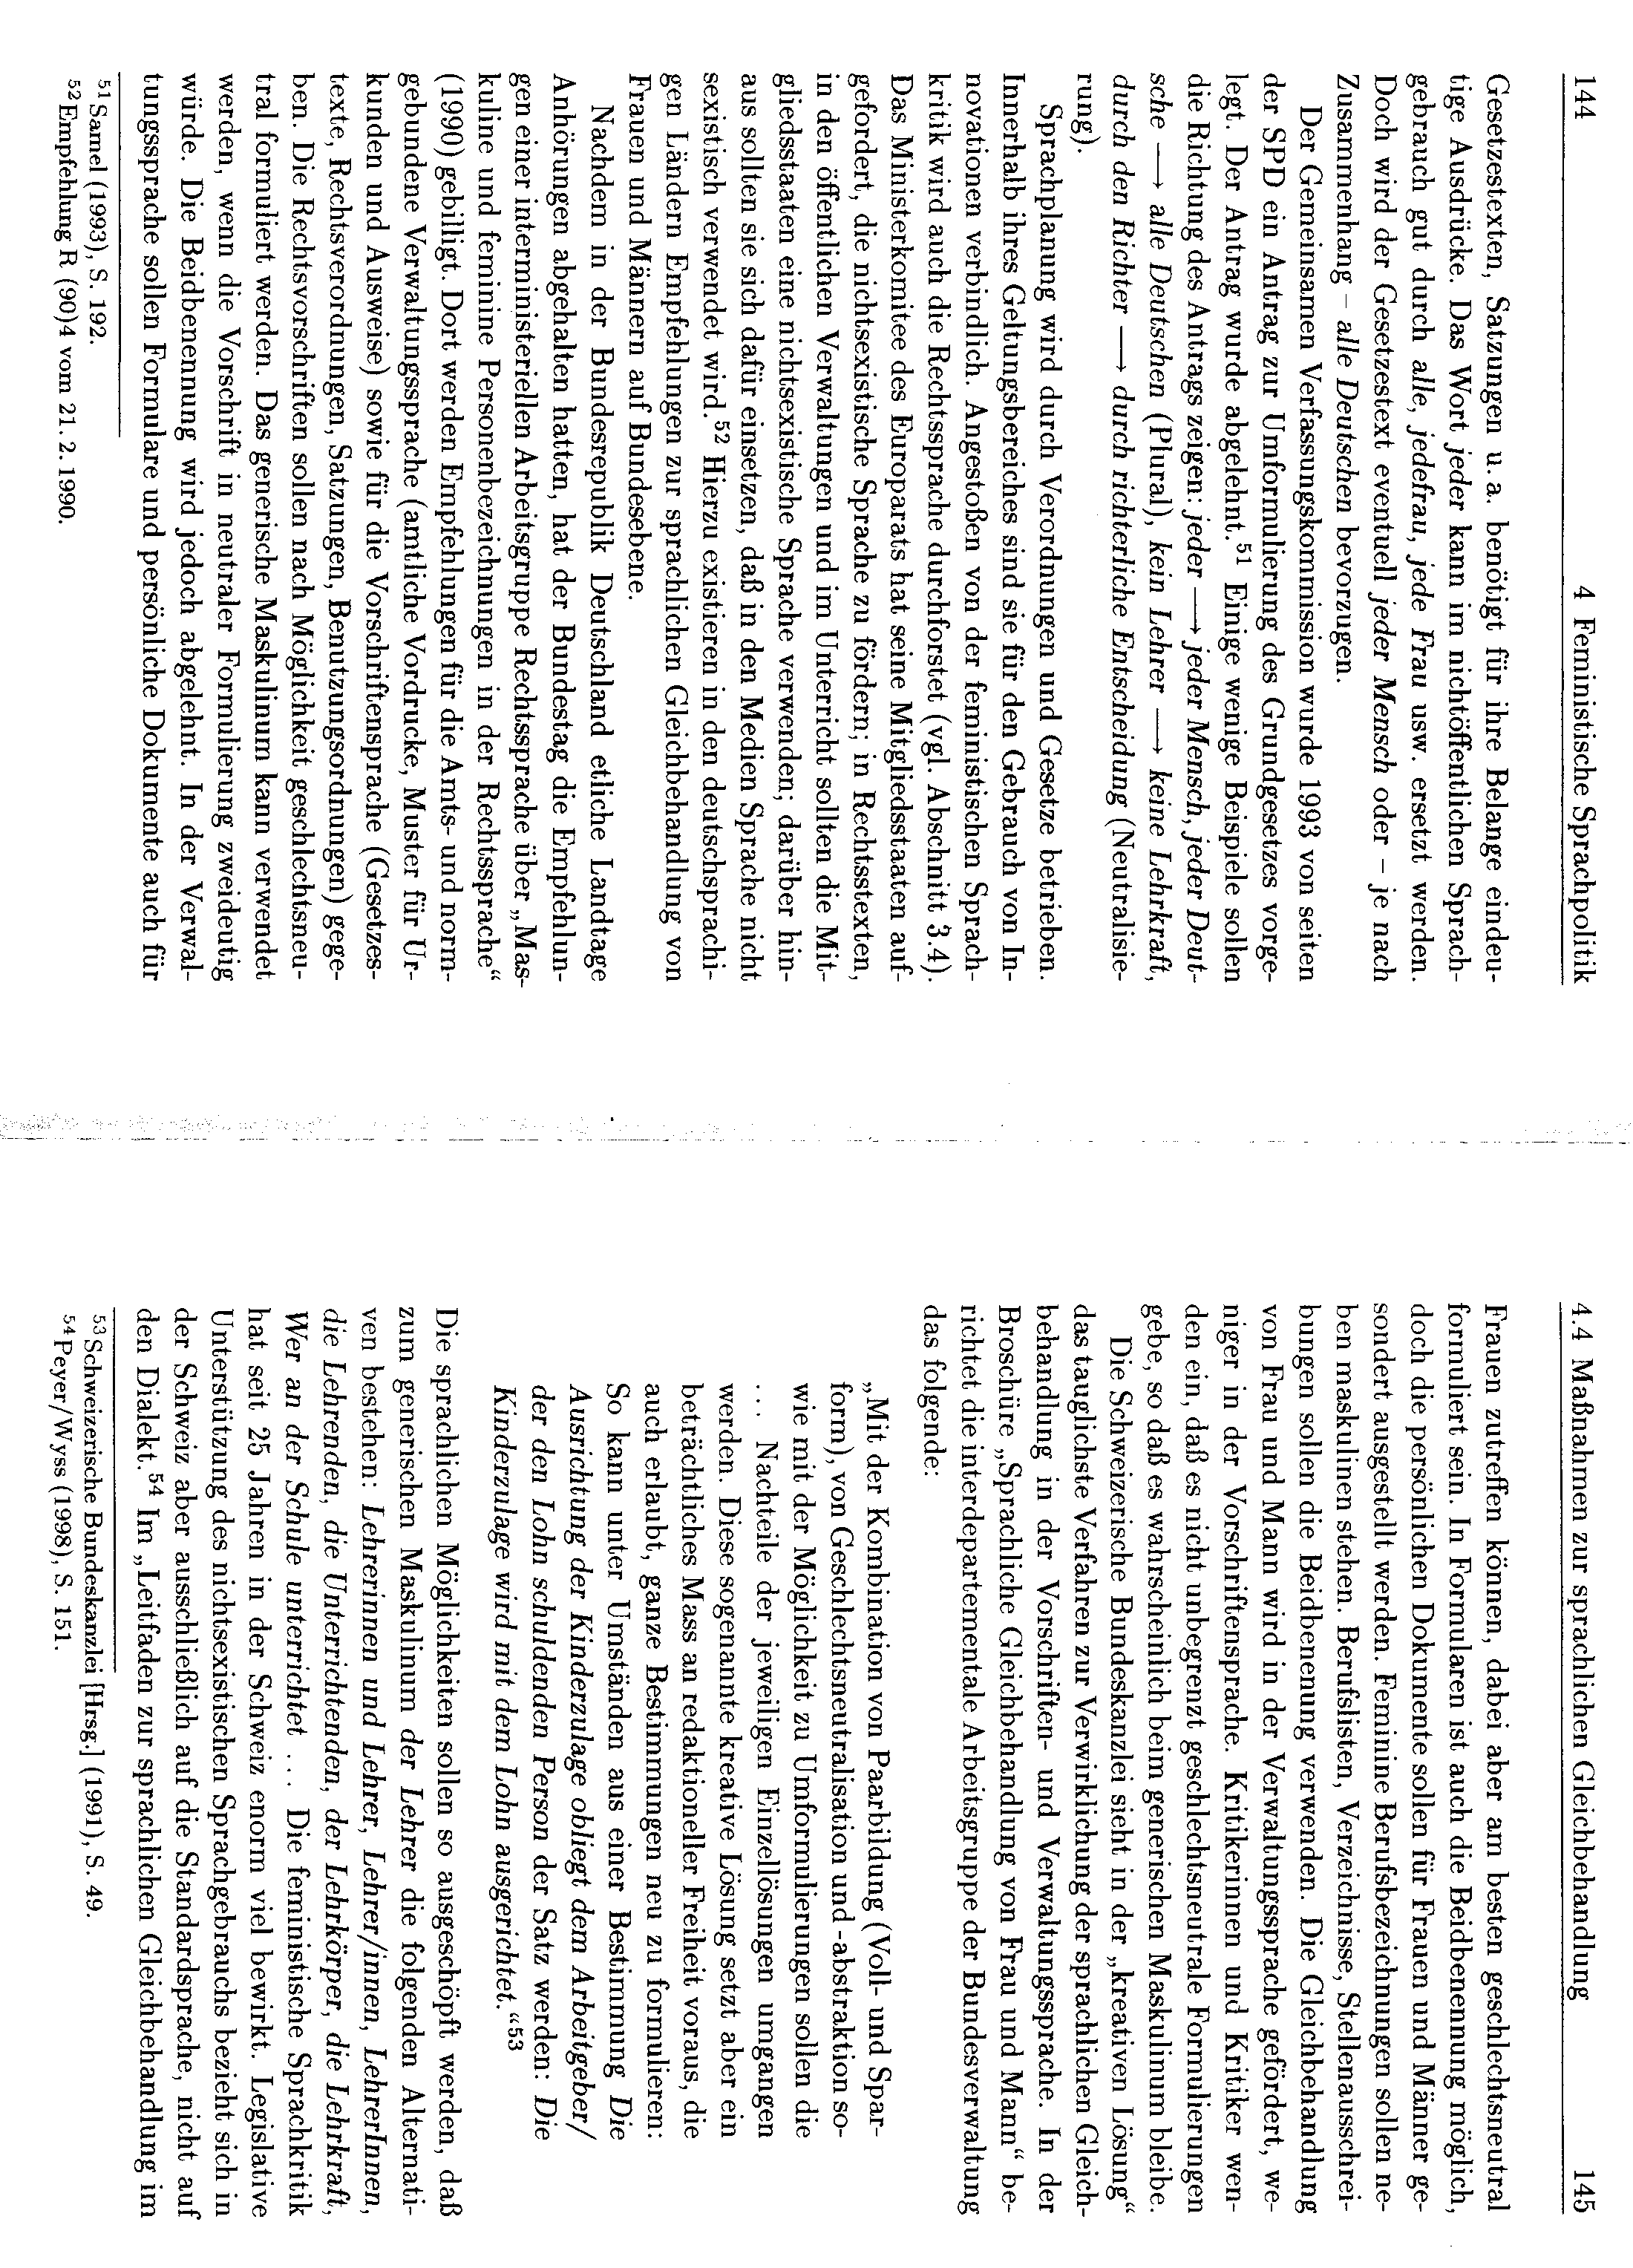 144 4 Feministische Sprachpolitik
Gesetzestexten, Satzungen u. a. benötigt für ihre Belange eindeu-
tige Ausdrücke. Das Wort jeder kann im nichtöffentlichen Sprach-
gebrauch gut durch alle, jedefrau, jede Frau usw. ersetzt werden.
Doch wird der Gesetzestext eventuell jeder Mensch oder – je nach
Zusammenhang – alle Deutschen bevorzugen.
Der Gemeinsamen Verfassungskommission wurde 1993 von seiten
der SPD ein Antrag zur Umformulierung des Grundgesetzes vorge-
legt. Der Antrag wurde abgelehnt.⁵¹ Einige wenige Beispiele sollen
die Richtung des Antrags zeigen: jeder ⟶ jeder Mensch, jeder Deut-
sche ⟶ alle Deutschen (Plural), kein Lehrer ⟶ keine Lehrkraft,
durch den Richter ⟶ durch richterliche Entscheidung (Neutralisie-
rung).
Sprachplanung wird durch Verordnungen und Gesetze betrieben.
Innerhalb ihres Geltungsbereiches sind sie für den Gebrauch von In-
novationen verbindlich. Angestoßen von der feministischen Sprach-
kritik wird auch die Rechtssprache durchforstet (vgl. Abschnitt 3.4).
Das Ministerkomitee des Europarats hat seine Mitgliedsstaaten auf-
gefordert, die nichtsexistische Sprache zu fördern; in Rechtsstexten,
in den öffentlichen Verwaltungen und im Unterricht sollten die Mit-
gliedsstaaten eine nichtsexistische Sprache verwenden; darüber hin-
aus sollten sie sich dafür einsetzen, daß in den Medien Sprache nicht
sexistisch verwendet wird.⁵² Hierzu existieren in den deutschsprachi-
gen Ländern Empfehlungen zur sprachlichen Gleichbehandlung von
Frauen und Männern auf Bundesebene.
Nachdem in der Bundesrepublik Deutschland etliche Landtage
Anhörungen abgehalten hatten, hat der Bundestag die Empfehlun-
gen einer interministeriellen Arbeitsgruppe Rechtssprache über „Mas-
kuline und feminine Personenbezeichnungen in der Rechtssprache“
(1990) gebilligt. Dort werden Empfehlungen für die Amts- und norm-
gebundene Verwaltungssprache (amtliche Vordrucke, Muster für Ur-
kunden und Ausweise) sowie für die Vorschriftensprache (Gesetzes-
texte, Rechtsverordnungen, Satzungen, Benutzungsordnungen) gege-
ben. Die Rechtsvorschriften sollen nach Möglichkeit geschlechtsneu-
tral formuliert werden. Das generische Maskulinum kann verwendet
werden, wenn die Vorschrift in neutraler Formulierung zweideutig
würde. Die Beidbenennung wird jedoch abgelehnt. In der Verwal-
tungssprache sollen Formulare und persönliche Dokumente auch für
⁵¹Samel (1993), S. 192.
⁵²Empfehlung R (90)4 vom 21. 2. 1990.
4.4 Maßnahmen zur sprachlichen Gleichbehandlung 145
Frauen zutreffen können, dabei aber am besten geschlechtsneutral
formuliert sein. In Formularen ist auch die Beidbenennung möglich,
doch die persönlichen Dokumente sollen für Frauen und Männer ge-
sondert ausgestellt werden. Feminine Berufsbezeichnungen sollen ne-
ben maskulinen stehen. Berufslisten, Verzeichnisse, Stellenausschrei-
bungen sollen die Beidbenenung verwenden. Die Gleichbehandlung
von Frau und Mann wird in der Verwaltungssprache gefördert, we-
niger in der Vorschriftensprache. Kritikerinnen und Kritiker wen-
den ein, daß es nicht unbegrenzt geschlechtsneutrale Formulierungen
gebe, so daß es wahrscheinlich beim generischen Maskulinum bleibe.
Die Schweizerische Bundeskanzlei sieht in der „kreativen Lösung“
das tauglichste Verfahren zur Verwirklichung der sprachlichen Gleich-
behandlung in der Vorschriften- und Verwaltungssprache. In der
Broschüre „Sprachliche Gleichbehandlung von Frau und Mann“ be-
richtet die interdepartementale Arbeitsgruppe der Bundesverwaltung
das folgende:
„Mit der Kombination von Paarbildung (Voll- und Spar-
form), von Geschlechtsneutralisation und -abstraktion so-
wie mit der Möglichkeit zu Umformulierungen sollen die
... Nachteile der jeweiligen Einzellösungen umgangen
werden. Diese sogenannte kreative Lösung setzt aber ein
beträchtliches Mass an redaktioneller Freiheit voraus, die
auch erlaubt, ganze Bestimmungen neu zu formulieren:
So kann unter Umständen aus einer Bestimmung Die
Ausrichtung der Kinderzulage obliegt dem Arbeitgeber/
der den Lohn schuldenden Person der Satz werden: Die
Kinderzulage wird mit dem Lohn ausgerichtet.“⁵³
Die sprachlichen Möglichkeiten sollen so ausgeschöpft werden, daß
zum generischen Maskulinum der Lehrer die folgenden Alternati-
ven bestehen: Lehrerinnen und Lehrer, Lehrer/innen, LehrerInnen,
die Lehrenden, die Unterrichtenden, der Lehrkörper, die Lehrkraft,
Wer an der Schule unterrichtet ... Die feministische Sprachkritik
hat seit 25 Jahren in der Schweiz enorm viel bewirkt. Legislative
Unterstützung des nichtsexistischen Sprachgebrauchs bezieht sich in
der Schweiz aber ausschließlich auf die Standardsprache, nicht auf
den Dialekt.⁵⁴ Im „Leitfaden zur sprachlichen Gleichbehandlung im
⁵³Schweizerische Bundeskanzlei [Hrsg.] (1991), S. 49.
⁵⁴Peyer/Wyss (1998), S. 151.